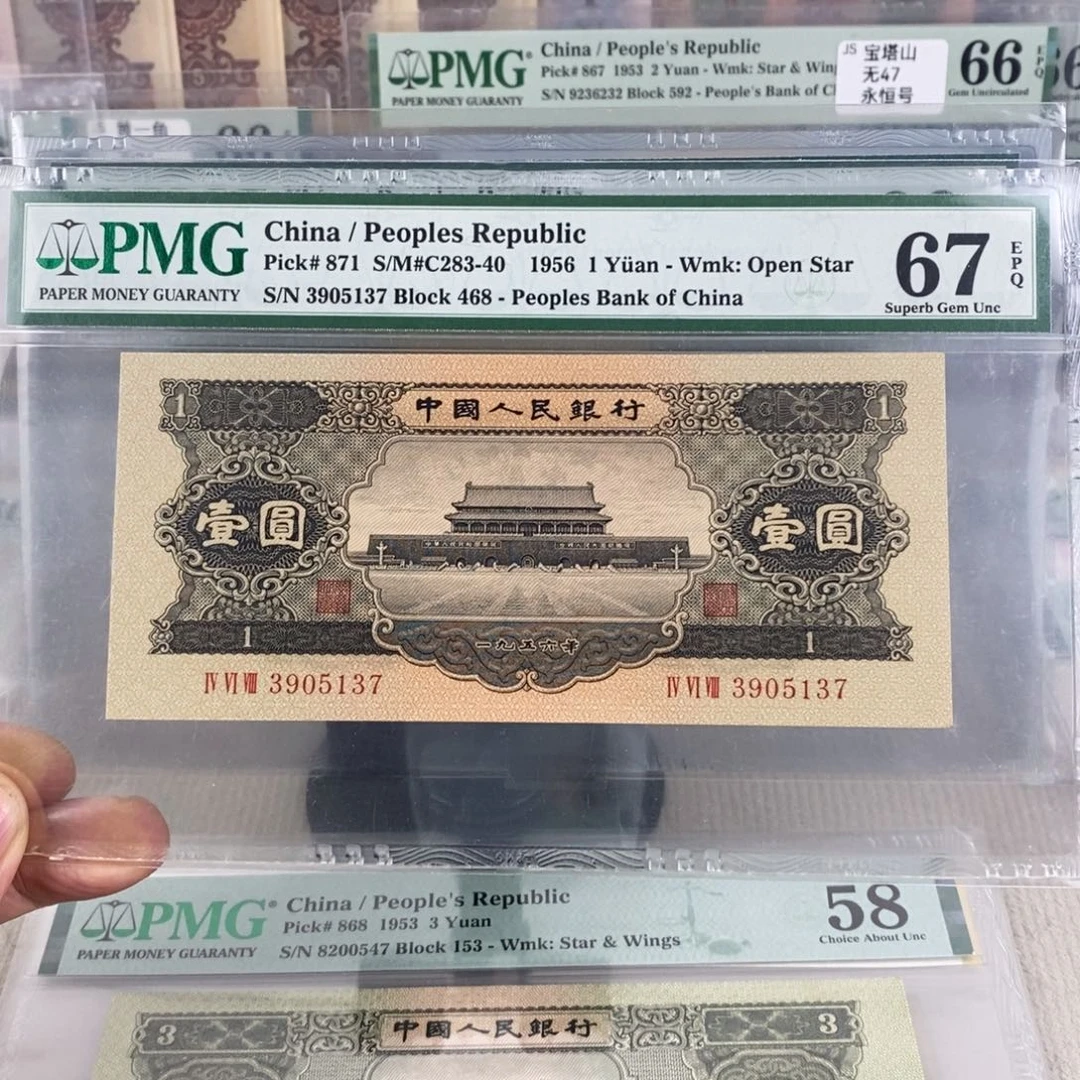 PMG
PAPER MONEY GUARANTY
China / People's Republic
Pick# 867 1953 2 Yuan - Wmk: Star &
S/N 9236232 Block 592 - People's Bank of
JS 宝塔山
无47
永恒号
66
EPQ
Gem Uncirculated
PMG
PAPER MONEY GUARANTY
China / Peoples Republic
Pick# 871 S/M#C283-40 1956 1 Yüan - Wmk: Open Star
S/N 3905137 Block 468 - Peoples Bank of China
67
EPQ
Superb Gem Unc
1 中國人民銀行 1
壹圓 壹圓
1 一九五六年 1
Ⅳ Ⅵ Ⅷ 3905137 Ⅳ Ⅵ Ⅷ 3905137
PMG
PAPER MONEY GUARANTY
China / People's Republic
Pick# 868 1953 3 Yuan
S/N 8200547 Block 153 - Wmk: Star & Wings
58
Choice About Unc
3 中國人民銀行 3